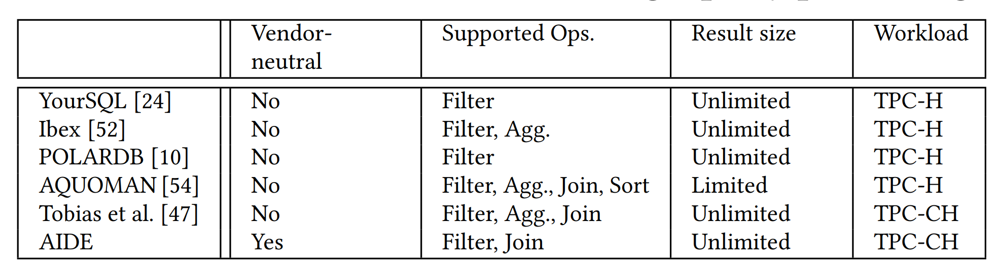 Vendor-neutral Supported Ops. Result size Workload
YourSQL [24] No Filter Unlimited TPC-H
Ibex [52] No Filter, Agg. Unlimited TPC-H
POLARDB [10] No Filter Unlimited TPC-H
AQUOMAN [54] No Filter, Agg., Join, Sort Limited TPC-H
Tobias et al. [47] No Filter, Agg., Join Unlimited TPC-CH
AIDE Yes Filter, Join Unlimited TPC-CH